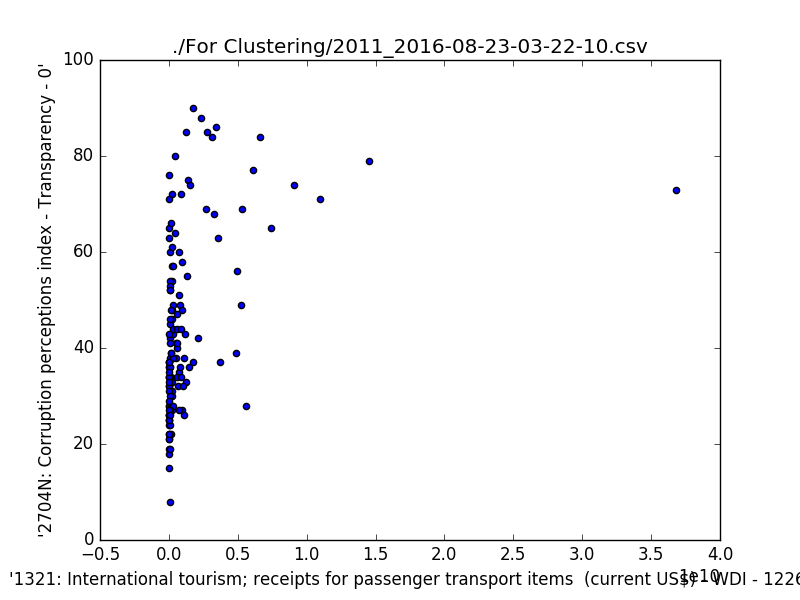 ./For Clustering/2011_2016-08-23-03-22-10.csv
'2704N: Corruption perceptions index - Transparency - 0'
100
80
60
40
20
0
−0.5 0.0 0.5 1.0 1.5 2.0 2.5 3.0 3.5 4.0
1e10
'1321: International tourism; receipts for passenger transport items (current US$) - WDI - 1226